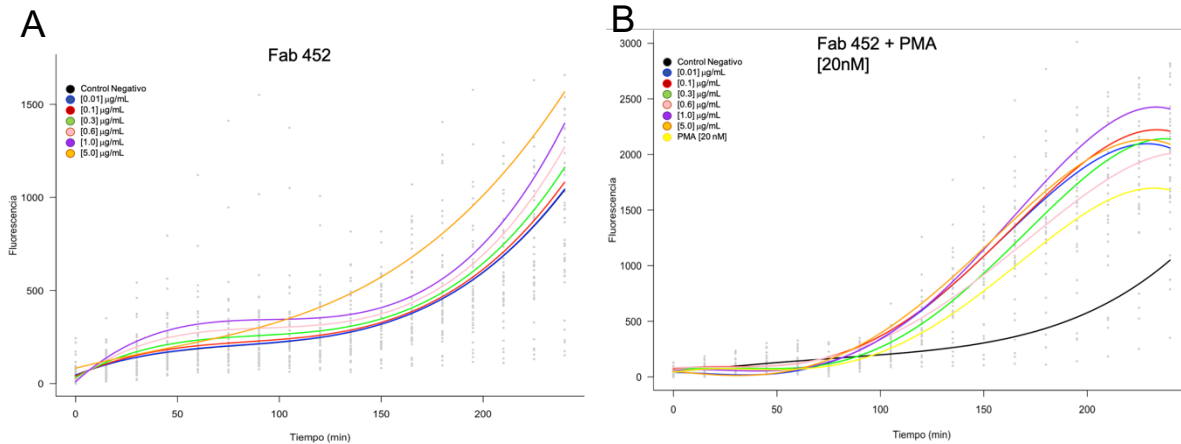 A
Fab 452
Control Negativo
[0.01] µg/mL
[0.1] µg/mL
[0.3] µg/mL
[0.6] µg/mL
[1.0] µg/mL
[5.0] µg/mL
Fluorescencia
1500
1000
500
0
0
50
100
150
200
Tiempo (min)
B
Fab 452 + PMA
[20nM]
Control Negativo
[0.01] µg/mL
[0.1] µg/mL
[0.3] µg/mL
[0.6] µg/mL
[1.0] µg/mL
[5.0] µg/mL
PMA [20 nM]
Fluorescencia
3000
2500
2000
1500
1000
500
0
0
50
100
150
200
Tiempo (min)